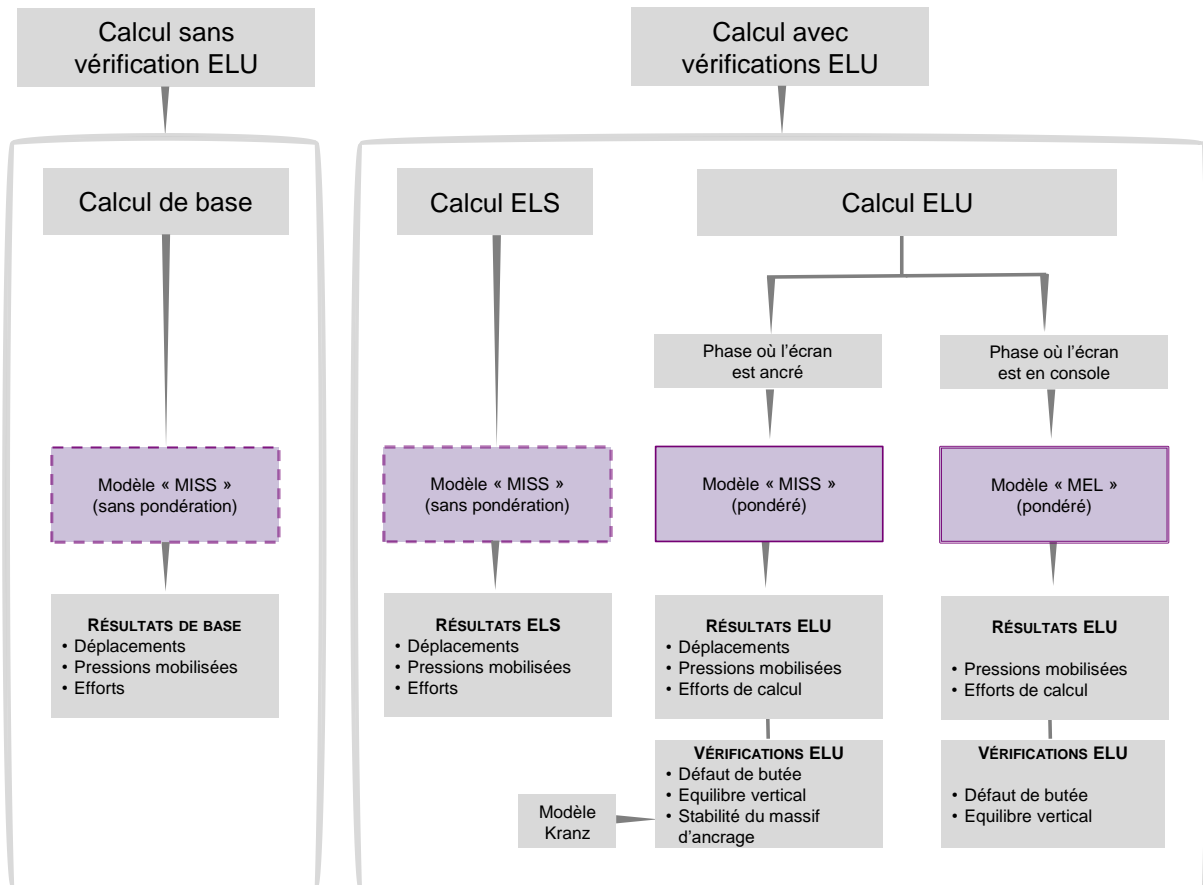 Calcul sans
vérification ELU
Calcul avec
vérifications ELU
Calcul de base
Calcul ELS
Calcul ELU
Phase où l'écran
est ancré
Phase où l'écran
est en console
Modèle « MISS »
(sans pondération)
Modèle « MISS »
(sans pondération)
Modèle « MISS »
(pondéré)
Modèle « MEL »
(pondéré)
RÉSULTATS DE BASE
• Déplacements
• Pressions mobilisées
• Efforts
RÉSULTATS ELS
• Déplacements
• Pressions mobilisées
• Efforts
RÉSULTATS ELU
• Déplacements
• Pressions mobilisées
• Efforts de calcul
RÉSULTATS ELU
• Pressions mobilisées
• Efforts de calcul
Modèle
Kranz
VÉRIFICATIONS ELU
• Défaut de butée
• Equilibre vertical
• Stabilité du massif
d'ancrage
VÉRIFICATIONS ELU
• Défaut de butée
• Equilibre vertical